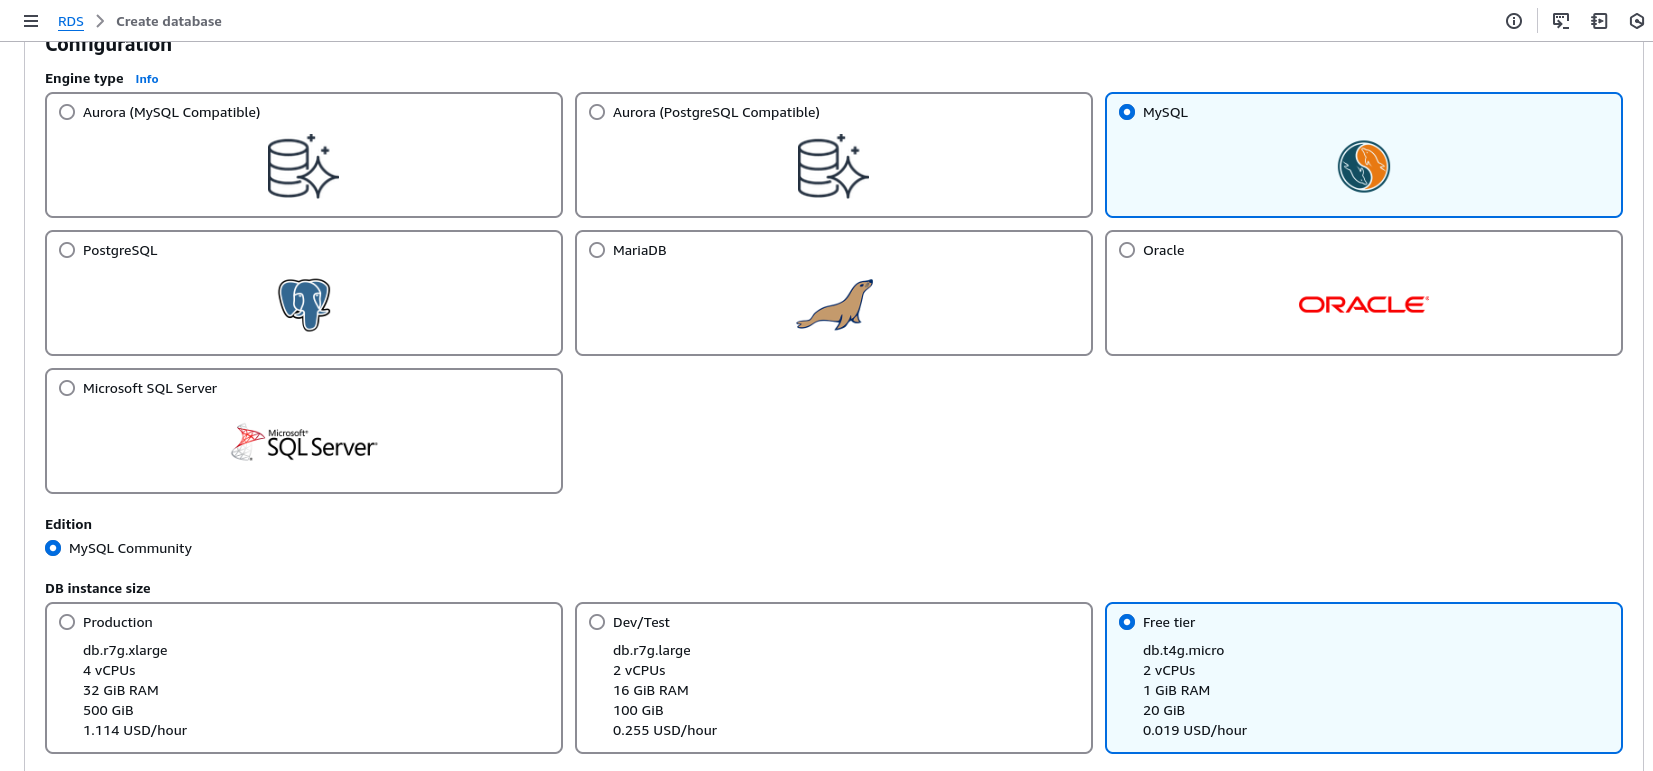 RDS Create database
Configuration
Engine type Info
Aurora (MySQL Compatible)
Aurora (PostgreSQL Compatible)
MySQL
PostgreSQL
MariaDB
Oracle
ORACLE
Microsoft SQL Server
Microsoft
SQL Server
Edition
MySQL Community
DB instance size
Production
db.r7g.xlarge
4 vCPUs
32 GiB RAM
500 GiB
1.114 USD/hour
Dev/Test
db.r7g.large
2 vCPUs
16 GiB RAM
100 GiB
0.255 USD/hour
Free tier
db.t4g.micro
2 vCPUs
1 GiB RAM
20 GiB
0.019 USD/hour